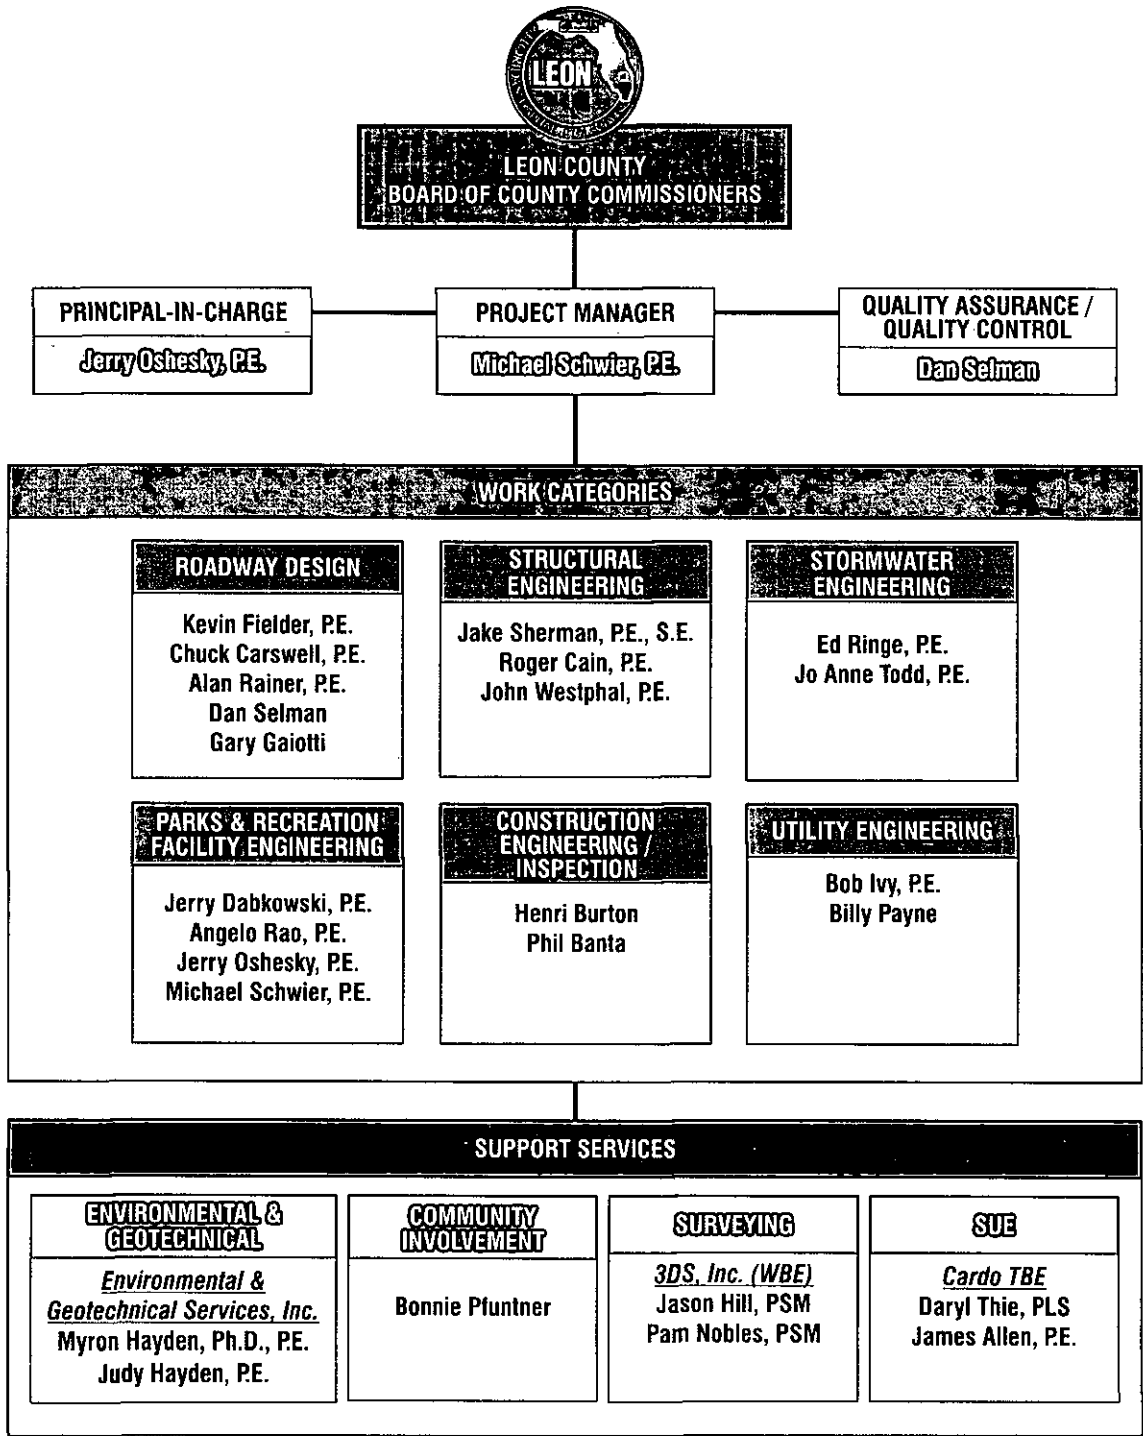 LEON
LEON COUNTY
BOARD OF COUNTY COMMISSIONERS
PRINCIPAL-IN-CHARGE
Jerry Oshesky, P.E.
PROJECT MANAGER
Michael Schwier, P.E.
QUALITY ASSURANCE /
QUALITY CONTROL
Dan Selman
WORK CATEGORIES
ROADWAY DESIGN
Kevin Fielder, P.E.
Chuck Carswell, P.E.
Alan Rainer, P.E.
Dan Selman
Gary Gaiotti
STRUCTURAL
ENGINEERING
Jake Sherman, P.E., S.E.
Roger Cain, P.E.
John Westphal, P.E.
STORMWATER
ENGINEERING
Ed Ringe, P.E.
Jo Anne Todd, P.E.
PARKS & RECREATION
FACILITY ENGINEERING
Jerry Dabkowski, P.E.
Angelo Rao, P.E.
Jerry Oshesky, P.E.
Michael Schwier, P.E.
CONSTRUCTION
ENGINEERING /
INSPECTION
Henri Burton
Phil Banta
UTILITY ENGINEERING
Bob Ivy, P.E.
Billy Payne
SUPPORT SERVICES
ENVIRONMENTAL &
GEOTECHNICAL
Environmental &
Geotechnical Services, Inc.
Myron Hayden, Ph.D., P.E.
Judy Hayden, P.E.
COMMUNITY
INVOLVEMENT
Bonnie Pfuntner
SURVEYING
3DS, Inc. (WBE)
Jason Hill, PSM
Pam Nobles, PSM
SUE
Cardo TBE
Daryl Thie, PLS
James Allen, P.E.